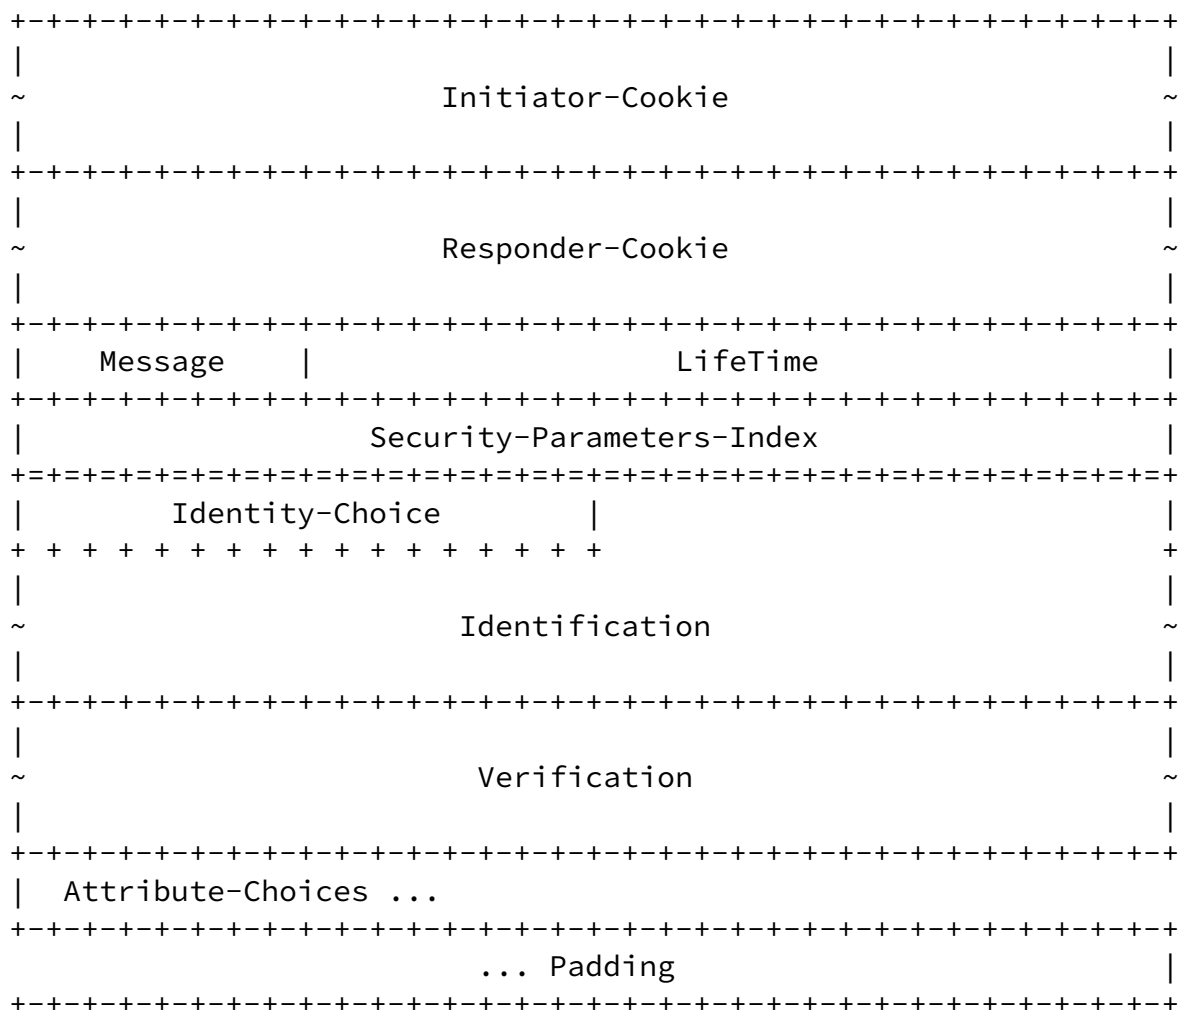 +-+-+-+-+-+-+-+-+-+-+-+-+-+-+-+-+-+-+-+-+-+-+-+-+-+-+-+-+-+-+-+-+
|                                                               |
~                       Initiator-Cookie                        ~
|                                                               |
+-+-+-+-+-+-+-+-+-+-+-+-+-+-+-+-+-+-+-+-+-+-+-+-+-+-+-+-+-+-+-+-+
|                                                               |
~                       Responder-Cookie                        ~
|                                                               |
+-+-+-+-+-+-+-+-+-+-+-+-+-+-+-+-+-+-+-+-+-+-+-+-+-+-+-+-+-+-+-+-+
|    Message    |                    LifeTime                   |
+-+-+-+-+-+-+-+-+-+-+-+-+-+-+-+-+-+-+-+-+-+-+-+-+-+-+-+-+-+-+-+-+
|                   Security-Parameters-Index                   |
+=+=+=+=+=+=+=+=+=+=+=+=+=+=+=+=+=+=+=+=+=+=+=+=+=+=+=+=+=+=+=+=+
|        Identity-Choice        |                               |
+ + + + + + + + + + + + + + + + +                               +
|                                                               |
~                        Identification                         ~
|                                                               |
+-+-+-+-+-+-+-+-+-+-+-+-+-+-+-+-+-+-+-+-+-+-+-+-+-+-+-+-+-+-+-+-+
|                                                               |
~                         Verification                          ~
|                                                               |
+-+-+-+-+-+-+-+-+-+-+-+-+-+-+-+-+-+-+-+-+-+-+-+-+-+-+-+-+-+-+-+-+
|  Attribute-Choices ...
+-+-+-+-+-+-+-+-+-+-+-+-+-+-+-+-+-+-+-+-+-+-+-+-+-+-+-+-+-+-+-+-+
                          ... Padding                           |
+-+-+-+-+-+-+-+-+-+-+-+-+-+-+-+-+-+-+-+-+-+-+-+-+-+-+-+-+-+-+-+-+